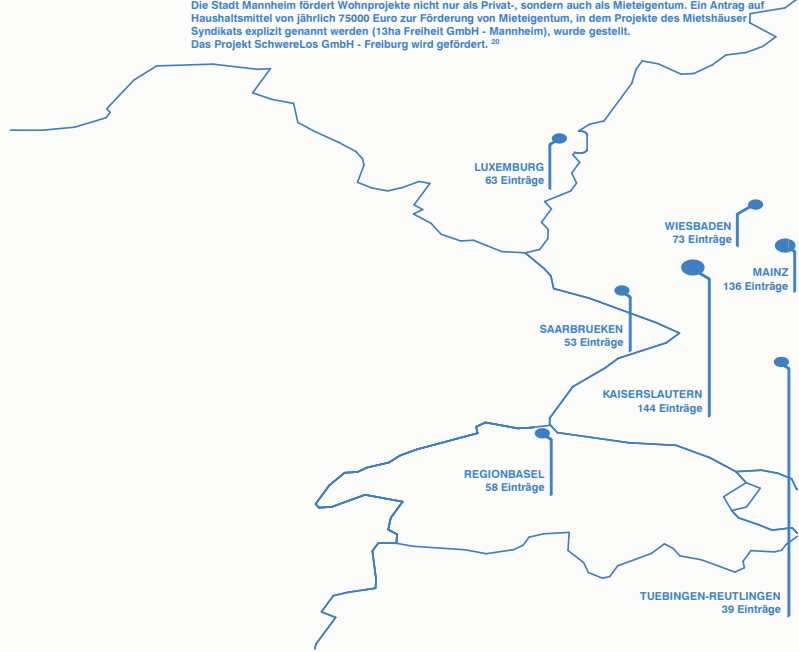 Die Stadt Mannheim fördert Wohnprojekte nicht nur als Privat-, sondern auch als Mieteigentum. Ein Antrag auf
Haushaltsmittel von jährlich 75000 Euro zur Förderung von Mieteigentum, in dem Projekte des Mietshäuser
Syndikats explizit genannt werden (13ha Freiheit GmbH - Mannheim), wurde gestellt.
Das Projekt SchwereLos GmbH - Freiburg wird gefördert. 20
LUXEMBURG
63 Einträge
WIESBADEN
73 Einträge
MAINZ
136 Einträge
SAARBRUEKEN
53 Einträge
KAISERSLAUTERN
144 Einträge
REGIONBASEL
58 Einträge
TUEBINGEN-REUTLINGEN
39 Einträge